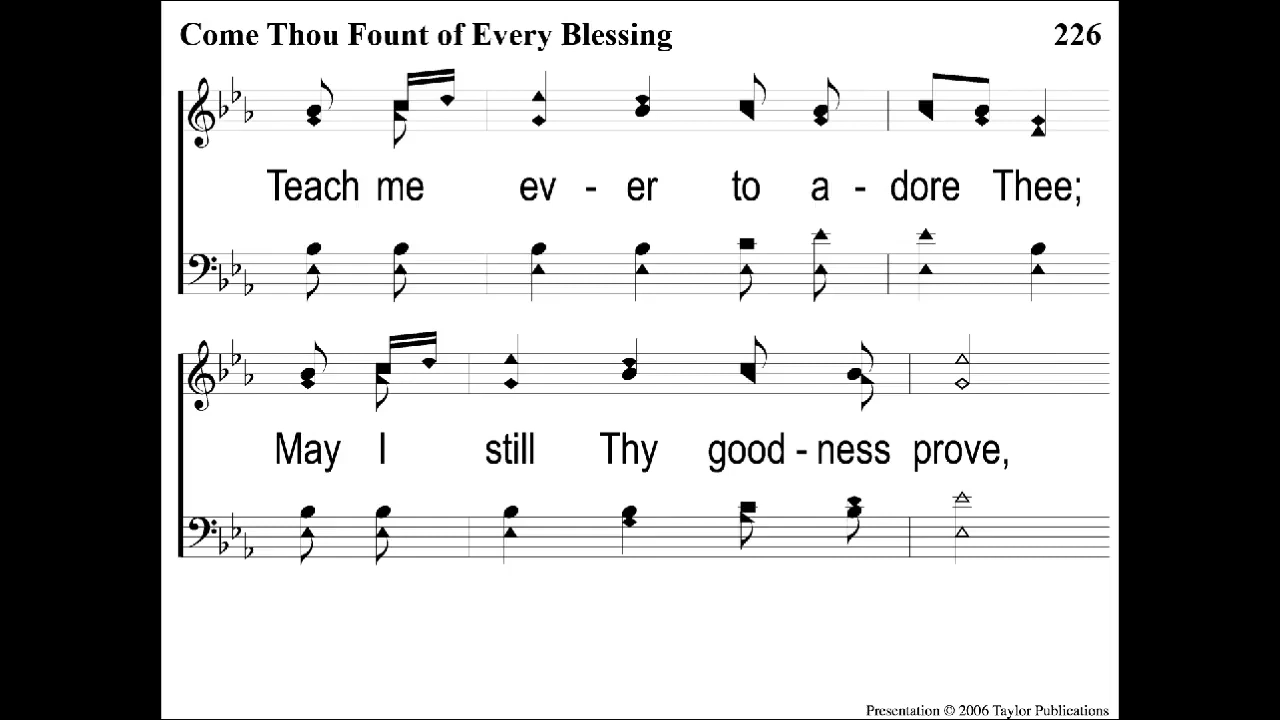 Come Thou Fount of Every Blessing 226
Teach me ev - er to a - dore Thee;
May I still Thy good - ness prove,
Presentation © 2006 Taylor Publications